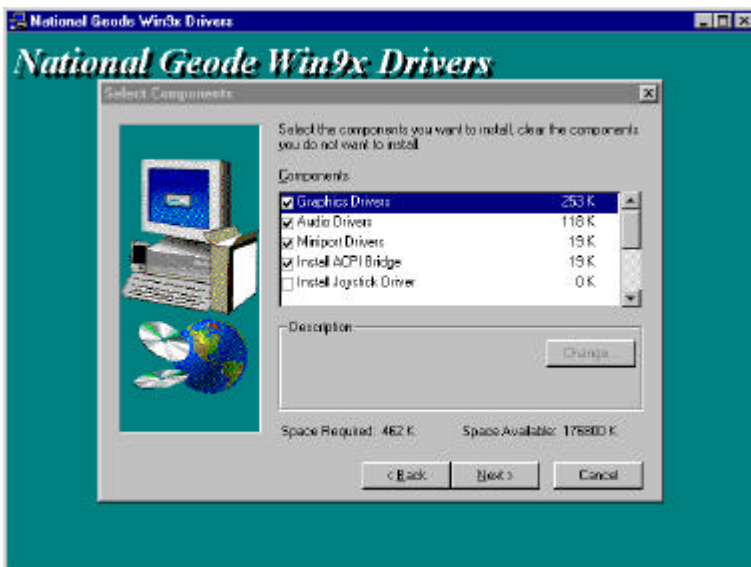 National Geode Win9x Drivers
National Geode Win9x Drivers
Select Components
Select the components you want to install, clear the components
you do not want to install.
Components
Graphics Drivers 253 K
Audio Drivers 118 K
Miniport Drivers 19 K
Install ACPI Bridge 19 K
Install Joystick Driver 0 K
Description
Change...
Space Required: 462 K
Space Available: 176800 K
< Back
Next >
Cancel